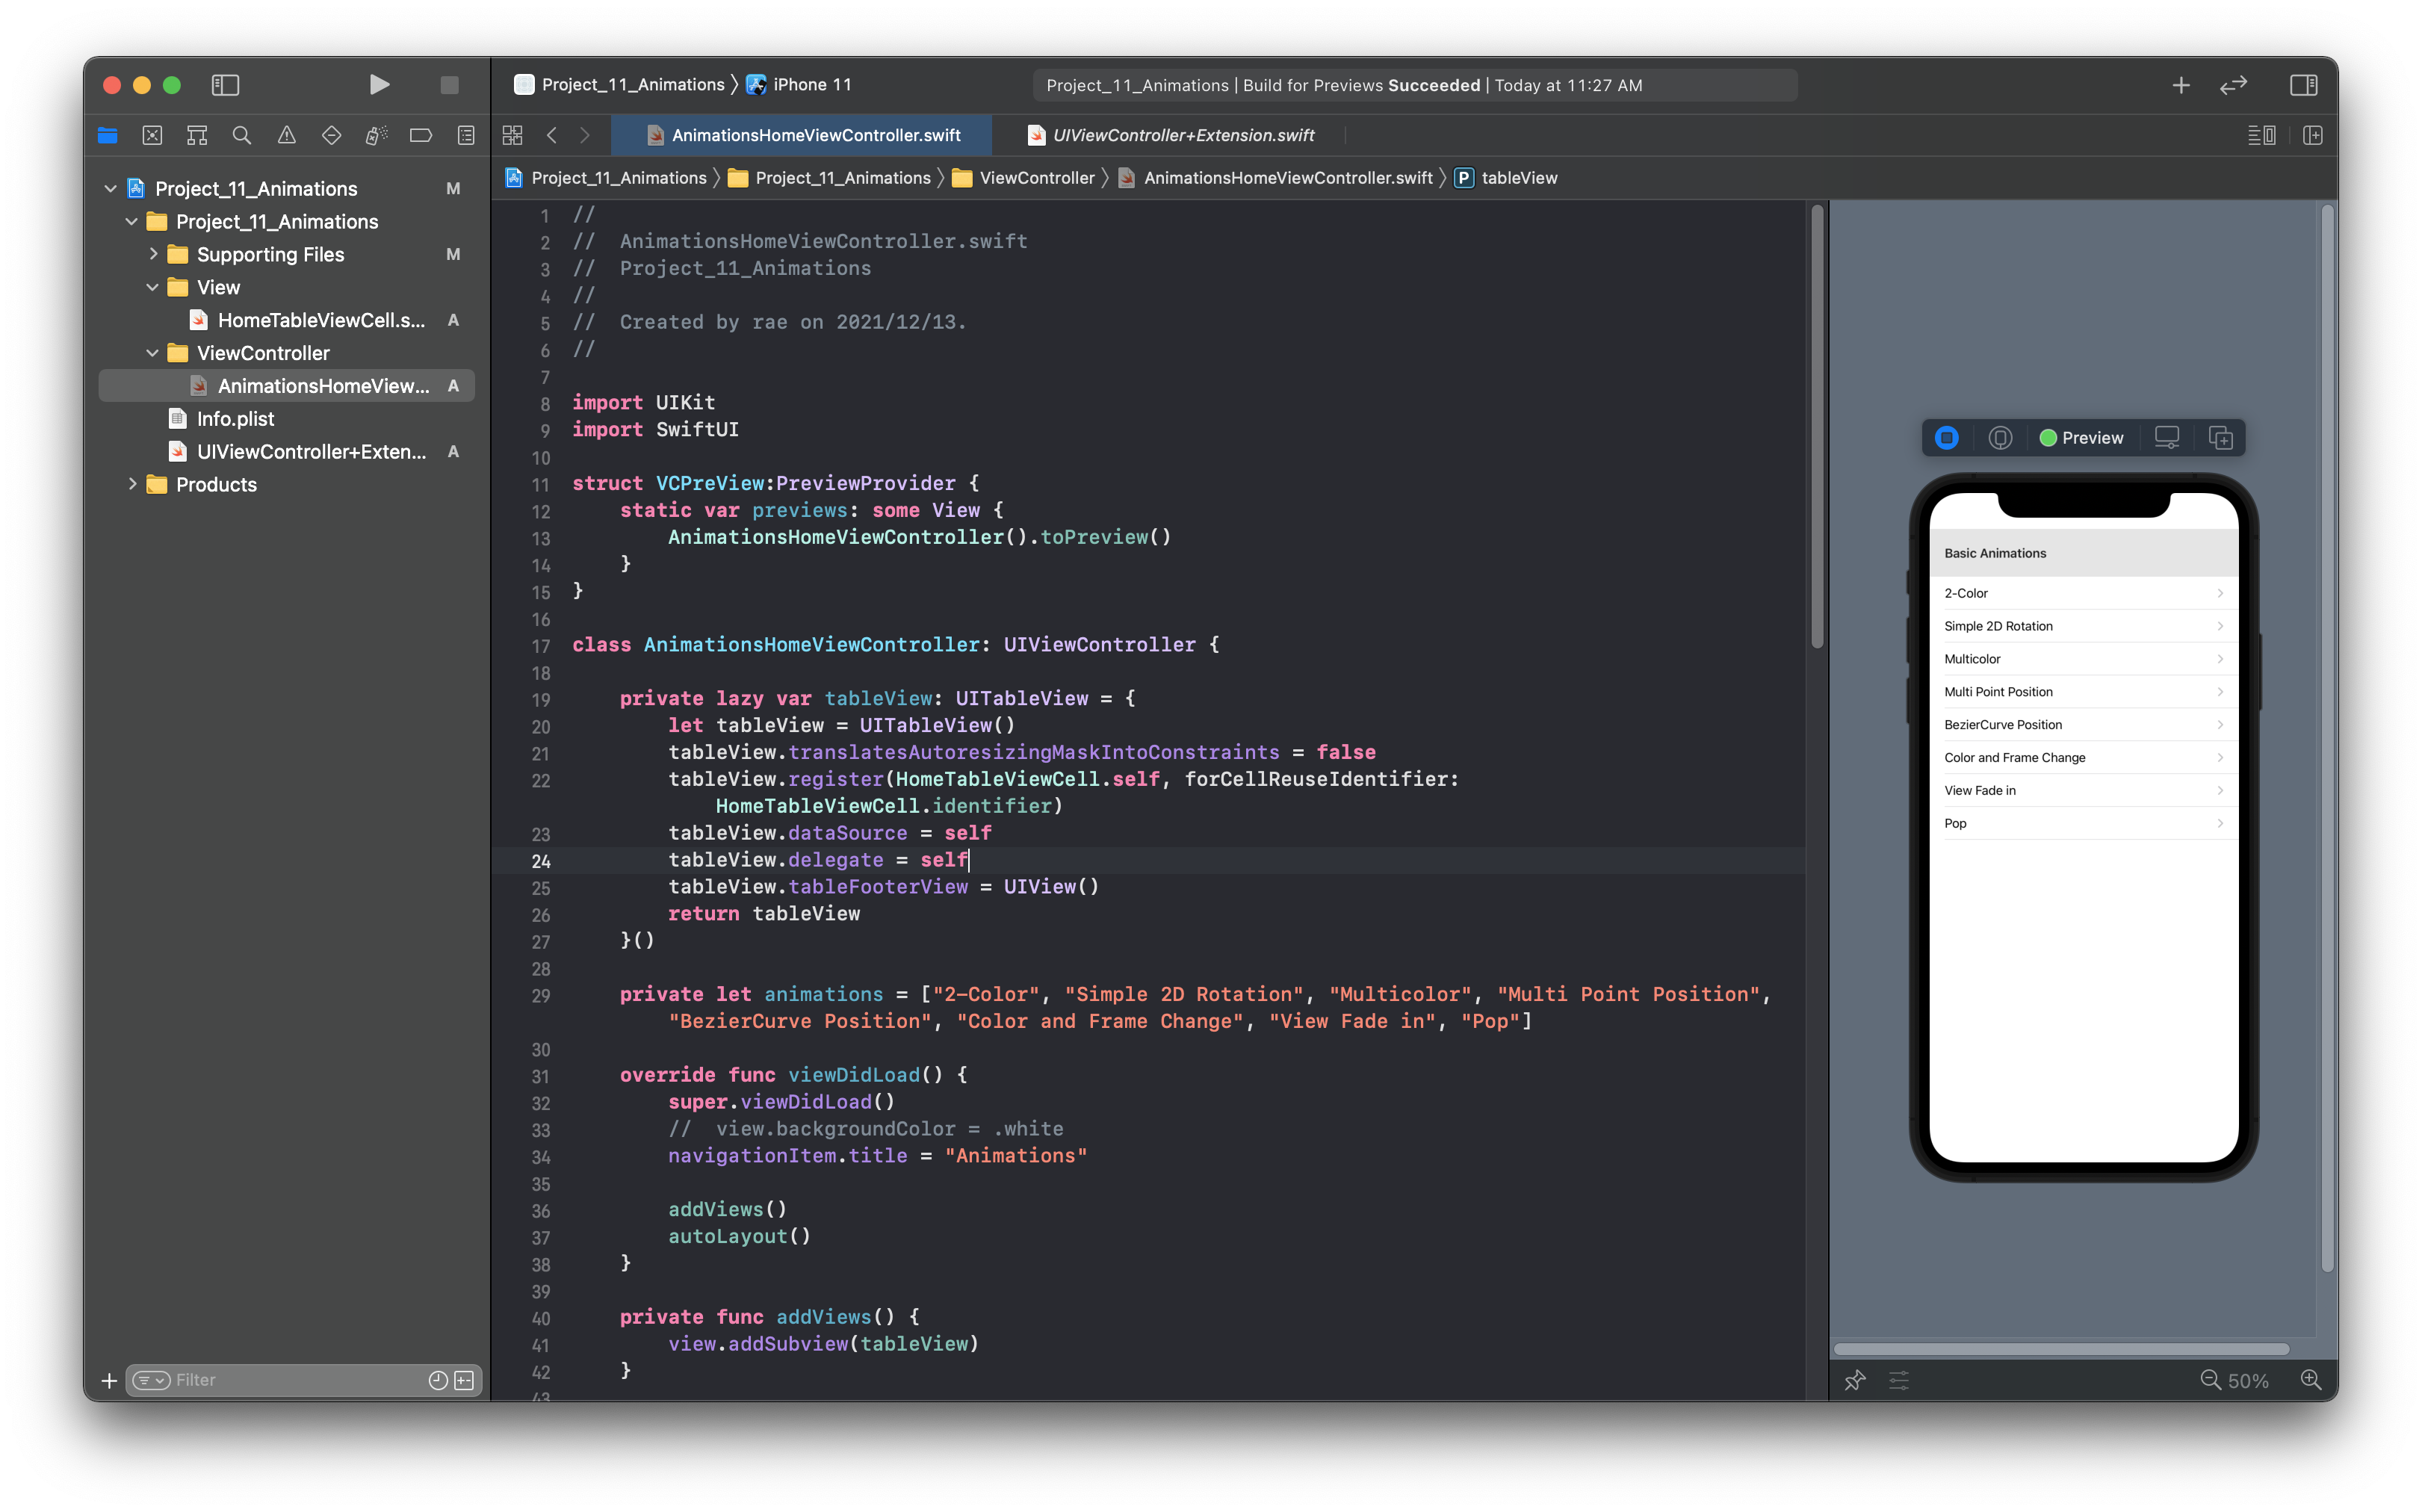 Project_11_Animations 〉 iPhone 11
Project_11_Animations | Build for Previews Succeeded | Today at 11:27 AM
AnimationsHomeViewController.swift
UIViewController+Extension.swift
Project_11_Animations 〉 Project_11_Animations 〉 ViewController 〉 AnimationsHomeViewController.swift 〉 P tableView
Project_11_Animations M
Project_11_Animations
Supporting Files M
View
HomeTableViewCell.s... A
ViewController
AnimationsHomeView... A
Info.plist
UIViewController+Exten... A
Products
Filter
1 //
2 //  AnimationsHomeViewController.swift
3 //  Project_11_Animations
4 //
5 //  Created by rae on 2021/12/13.
6 //
7
8 import UIKit
9 import SwiftUI
10
11 struct VCPreView:PreviewProvider {
12     static var previews: some View {
13         AnimationsHomeViewController().toPreview()
14     }
15 }
16
17 class AnimationsHomeViewController: UIViewController {
18
19     private lazy var tableView: UITableView = {
20         let tableView = UITableView()
21         tableView.translatesAutoresizingMaskIntoConstraints = false
22         tableView.register(HomeTableViewCell.self, forCellReuseIdentifier:
            HomeTableViewCell.identifier)
23         tableView.dataSource = self
24         tableView.delegate = self
25         tableView.tableFooterView = UIView()
26         return tableView
27     }()
28
29     private let animations = ["2-Color", "Simple 2D Rotation", "Multicolor", "Multi Point Position",
        "BezierCurve Position", "Color and Frame Change", "View Fade in", "Pop"]
30
31     override func viewDidLoad() {
32         super.viewDidLoad()
33         //  view.backgroundColor = .white
34         navigationItem.title = "Animations"
35
36         addViews()
37         autoLayout()
38     }
39
40     private func addViews() {
41         view.addSubview(tableView)
42     }
43
Preview
Basic Animations
2-Color
Simple 2D Rotation
Multicolor
Multi Point Position
BezierCurve Position
Color and Frame Change
View Fade in
Pop
50%